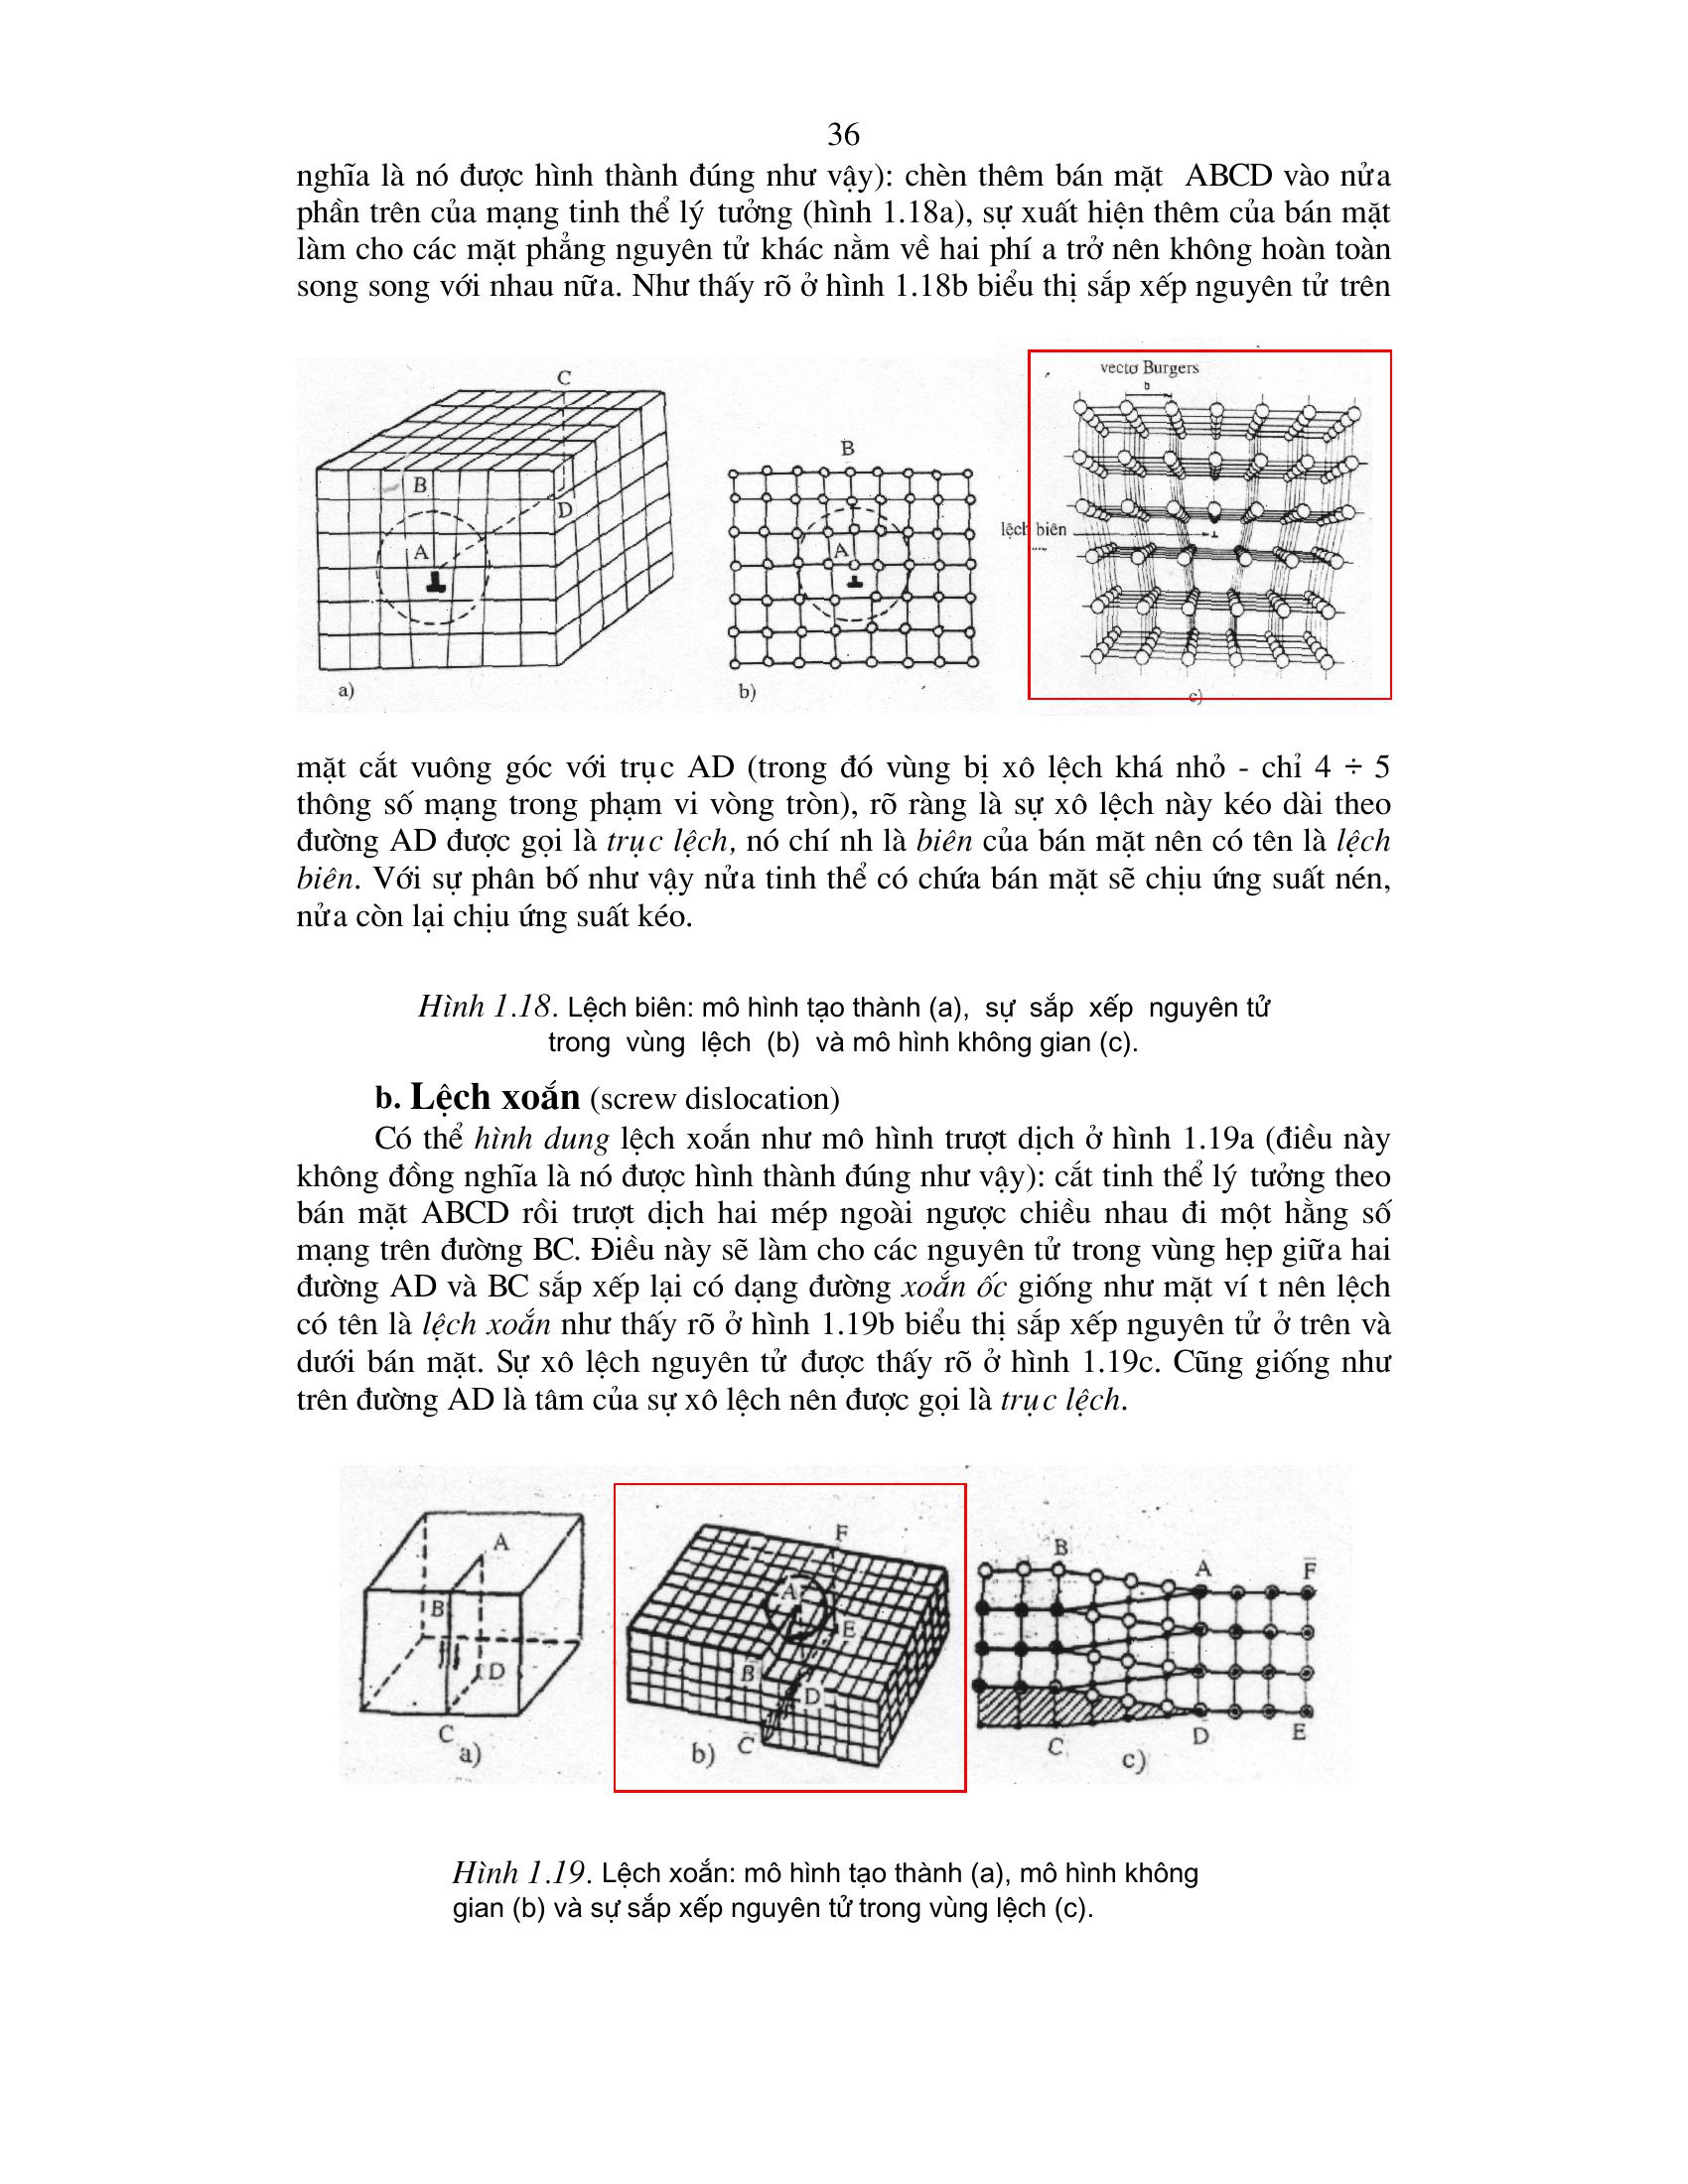 36
nghĩa là nó được hình thành đúng như vậy): chèn thêm bán mặt ABCD vào nửa
phần trên của mạng tinh thể lý tưởng (hình 1.18a), sự xuất hiện thêm của bán mặt
làm cho các mặt phẳng nguyên tử khác nằm về hai phí a trở nên không hoàn toàn
song song với nhau nữa. Như thấy rõ ở hình 1.18b biểu thị sắp xếp nguyên tử trên
C
B
D
A
a)
B
A
b)
vectơ Burgers
b
lệch biên
c)
mặt cắt vuông góc với trục AD (trong đó vùng bị xô lệch khá nhỏ - chỉ 4 ÷ 5
thông số mạng trong phạm vi vòng tròn), rõ ràng là sự xô lệch này kéo dài theo
đường AD được gọi là trục lệch, nó chí nh là biên của bán mặt nên có tên là lệch
biên. Với sự phân bố như vậy nửa tinh thể có chứa bán mặt sẽ chịu ứng suất nén,
nửa còn lại chịu ứng suất kéo.
Hình 1.18. Lệch biên: mô hình tạo thành (a), sự sắp xếp nguyên tử
trong vùng lệch (b) và mô hình không gian (c).
b. Lệch xoắn (screw dislocation)
Có thể hình dung lệch xoắn như mô hình trượt dịch ở hình 1.19a (điều này
không đồng nghĩa là nó được hình thành đúng như vậy): cắt tinh thể lý tưởng theo
bán mặt ABCD rồi trượt dịch hai mép ngoài ngược chiều nhau đi một hằng số
mạng trên đường BC. Điều này sẽ làm cho các nguyên tử trong vùng hẹp giữa hai
đường AD và BC sắp xếp lại có dạng đường xoắn ốc giống như mặt ví t nên lệch
có tên là lệch xoắn như thấy rõ ở hình 1.19b biểu thị sắp xếp nguyên tử ở trên và
dưới bán mặt. Sự xô lệch nguyên tử được thấy rõ ở hình 1.19c. Cũng giống như
trên đường AD là tâm của sự xô lệch nên được gọi là trục lệch.
A
B
D
C
a)
F
A
E
B
D
C
b)
B
A
F
C
D
E
c)
Hình 1.19. Lệch xoắn: mô hình tạo thành (a), mô hình không
gian (b) và sự sắp xếp nguyên tử trong vùng lệch (c).